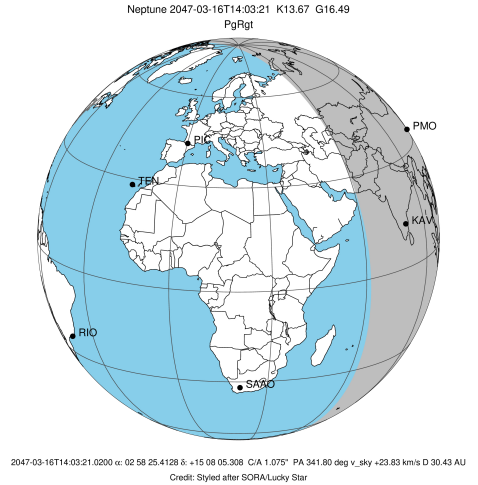 Neptune 2047-03-16T14:03:21 K13.67 G16.49
PgRgt
PMO
PIC
TEN
KAV
RIO
SAAO
2047-03-16T14:03:21.0200 α: 02 58 25.4128 δ: +15 08 05.308 C/A 1.075" PA 341.80 deg v_sky +23.83 km/s D 30.43 AU
Credit: Styled after SORA/Lucky Star